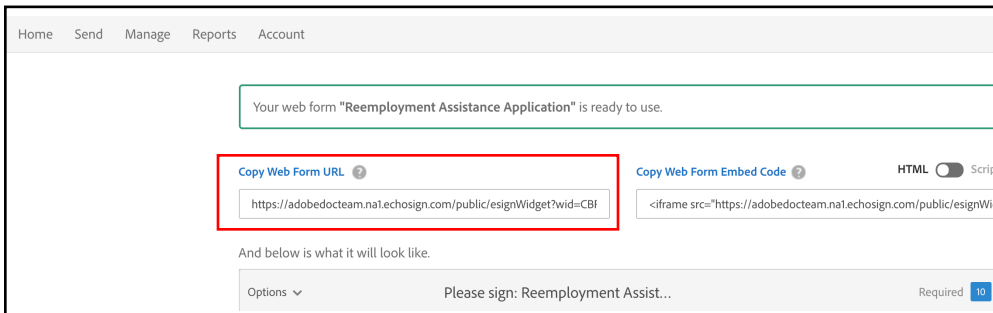 Home Send Manage Reports Account
Your web form "Reemployment Assistance Application" is ready to use.
Copy Web Form URL ?
Copy Web Form Embed Code ?
HTML Scrip
https://adobedocteam.na1.echosign.com/public/esignWidget?wid=CBF
<iframe src="https://adobedocteam.na1.echosign.com/public/esignWi
And below is what it will look like.
Options Please sign: Reemployment Assist... Required 10